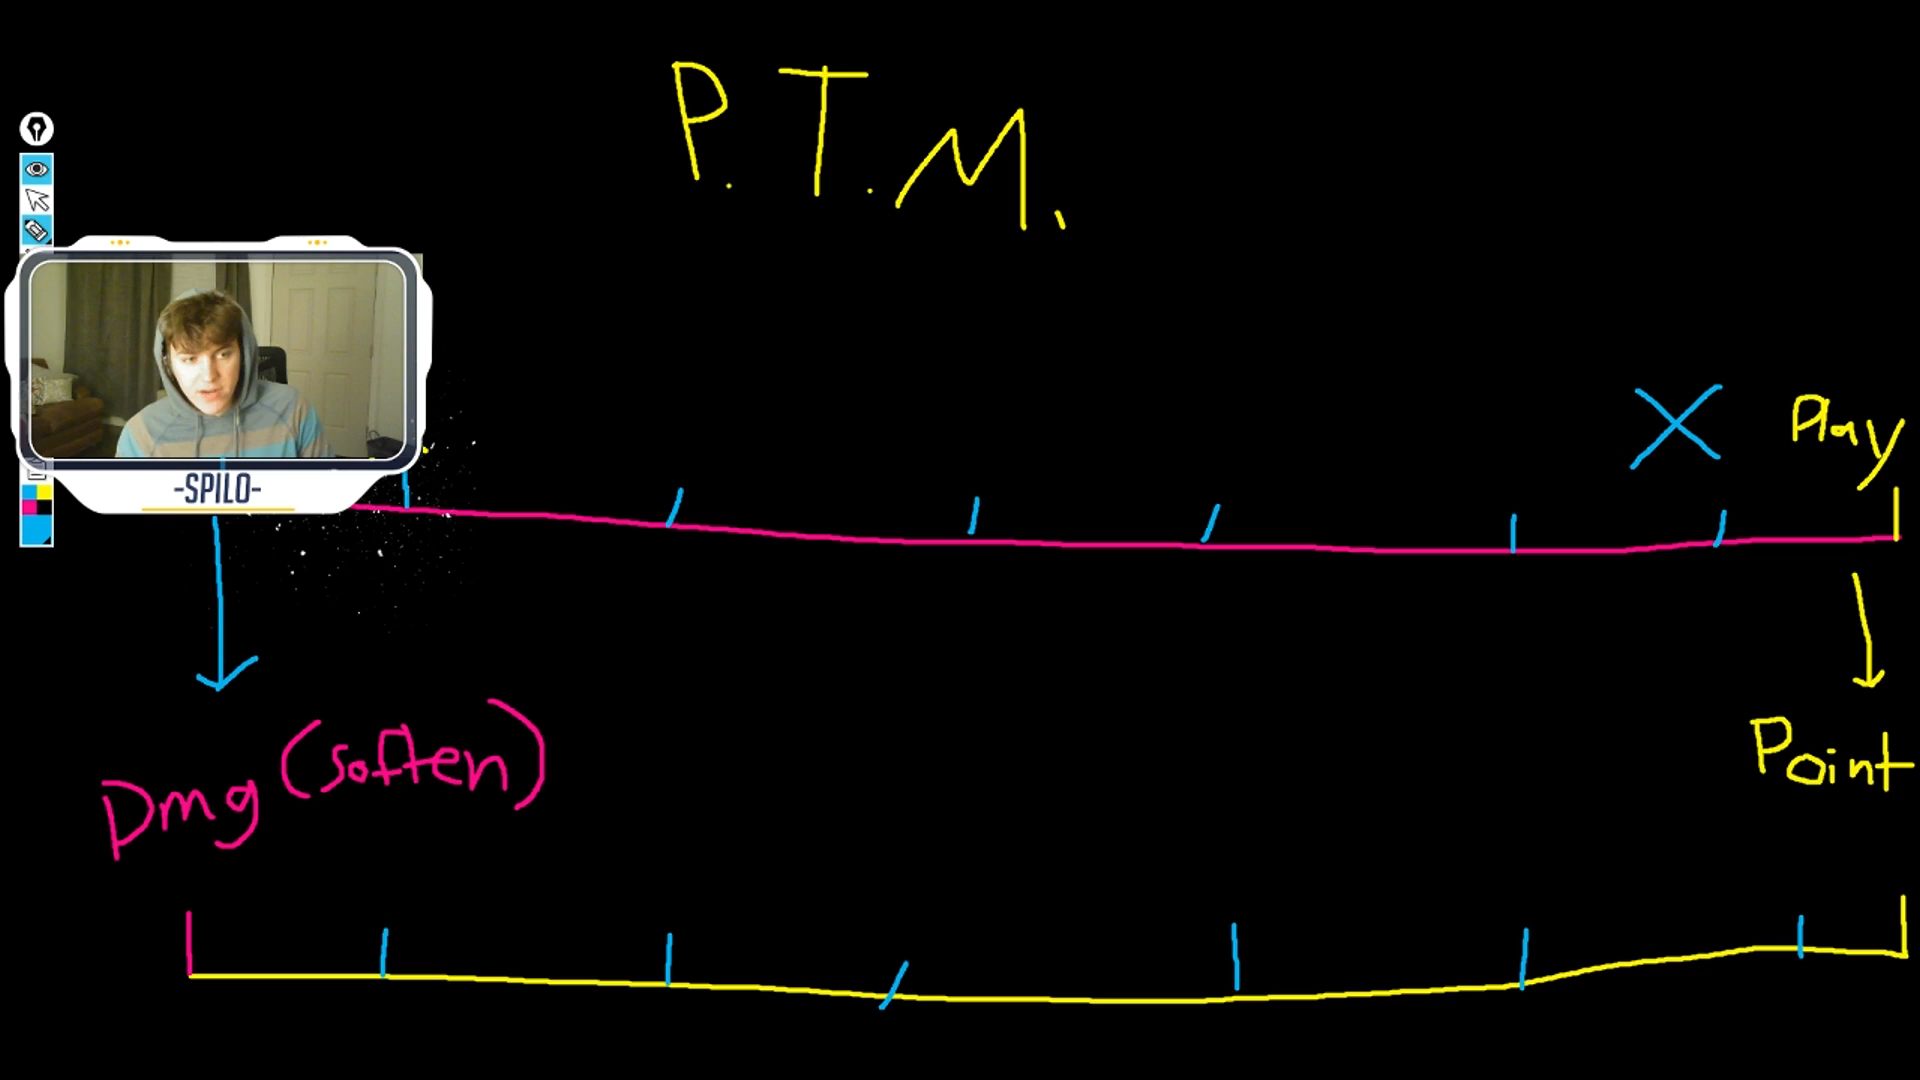 P.T.M.
Play
-SPILO-
Dmg (soften)
Point